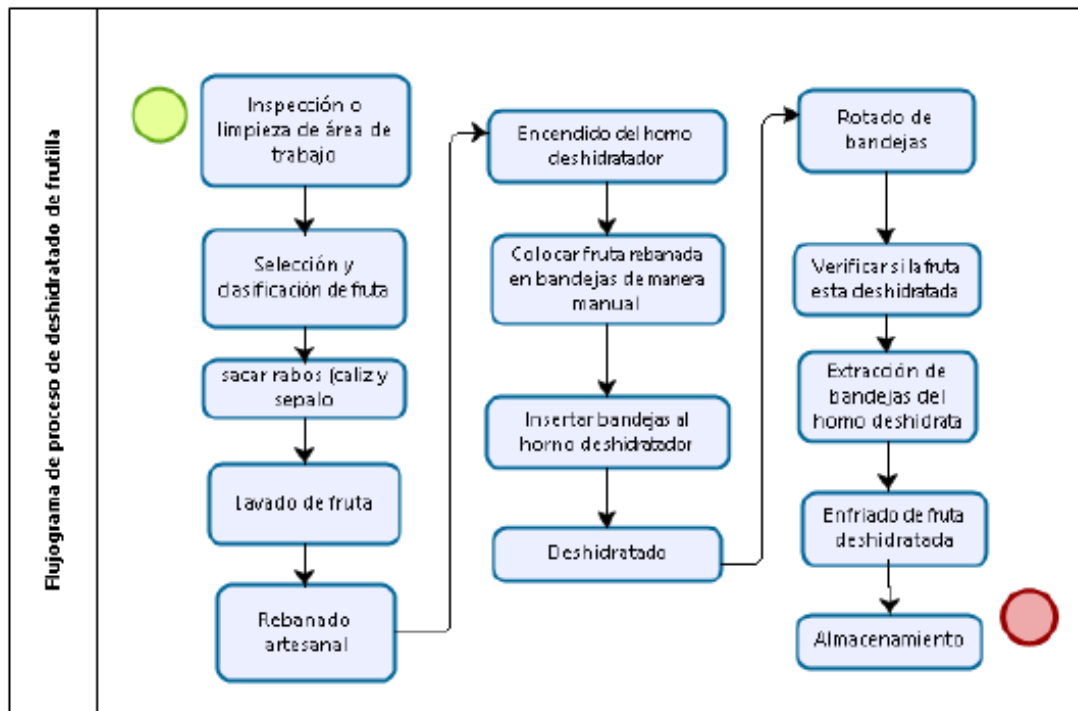 Flujograma de proceso de deshidratado de frutilla
Inspección o
limpieza de área de
trabajo
Selección y
clasificación de fruta
sacar rabos (caliz y
sepalo
Lavado de fruta
Rebanado
artesanal
Encendido del horno
deshidratador
Colocar fruta rebanada
en bandejas de manera
manual
Insertar bandejas al
horno deshidratador
Deshidratado
Rotado de
bandejas
Verificar si la fruta
esta deshidratada
Extracción de
bandejas del
horno deshidrata
Enfriado de fruta
deshidratada
Almacenamiento